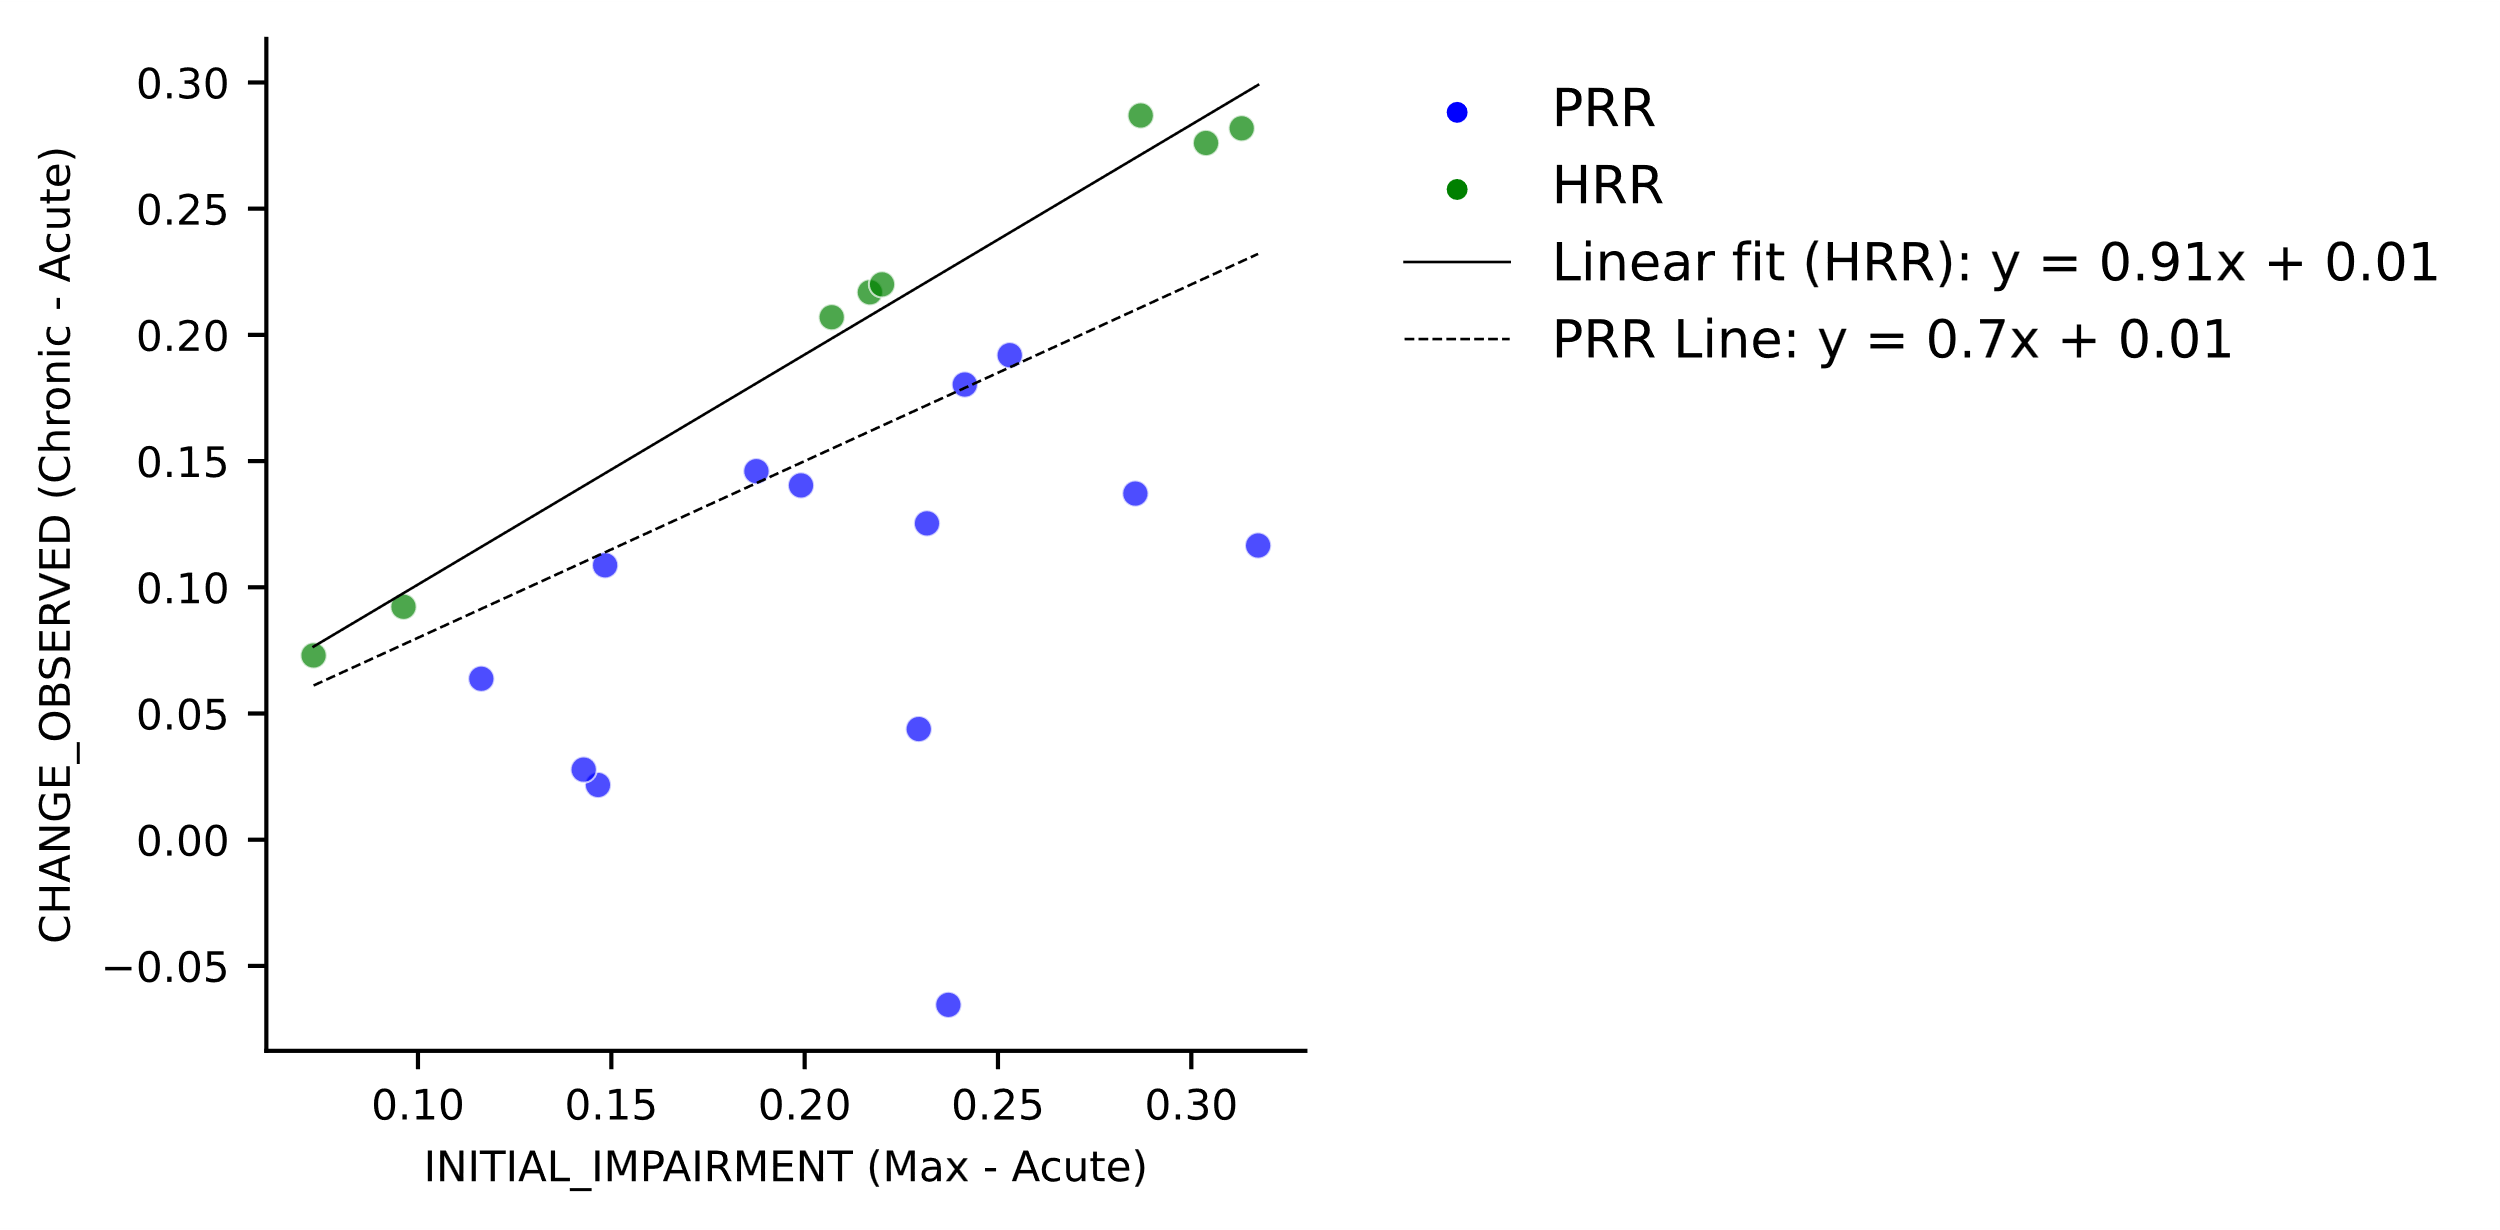 CHANGE_OBSERVED (Chronic - Acute)
0.30
0.25
0.20
0.15
0.10
0.05
0.00
−0.05
0.10
0.15
0.20
0.25
0.30
INITIAL_IMPAIRMENT (Max - Acute)
PRR
HRR
Linear fit (HRR): y = 0.91x + 0.01
PRR Line: y = 0.7x + 0.01